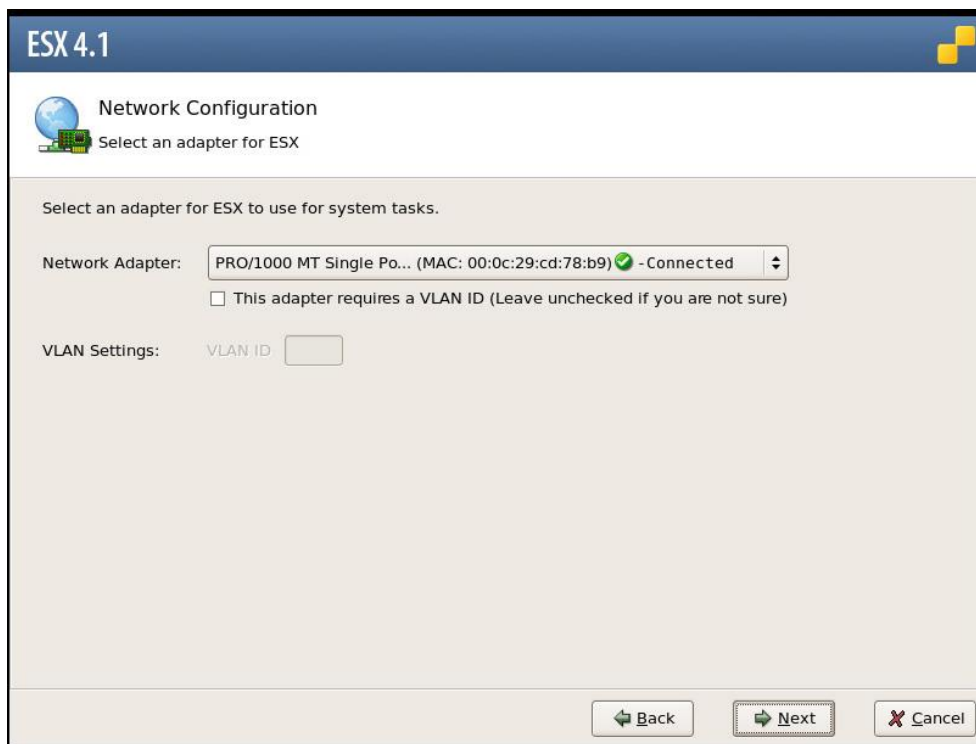 ESX 4.1
Network Configuration
Select an adapter for ESX
Select an adapter for ESX to use for system tasks.
Network Adapter: PRO/1000 MT Single Po... (MAC: 00:0c:29:cd:78:b9) -Connected
This adapter requires a VLAN ID (Leave unchecked if you are not sure)
VLAN Settings: VLAN ID
Back Next Cancel